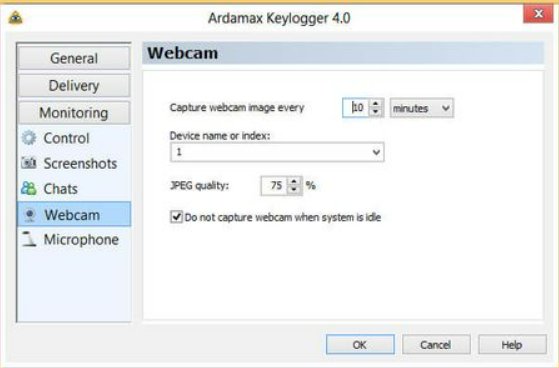 Ardamax Keylogger 4.0
x
General
Delivery
Monitoring
Control
Screenshots
Chats
Webcam
Microphone
Webcam
Capture webcam image every 10 minutes
Device name or index:
1
JPEG quality: 75 %
Do not capture webcam when system is idle
OK Cancel Help